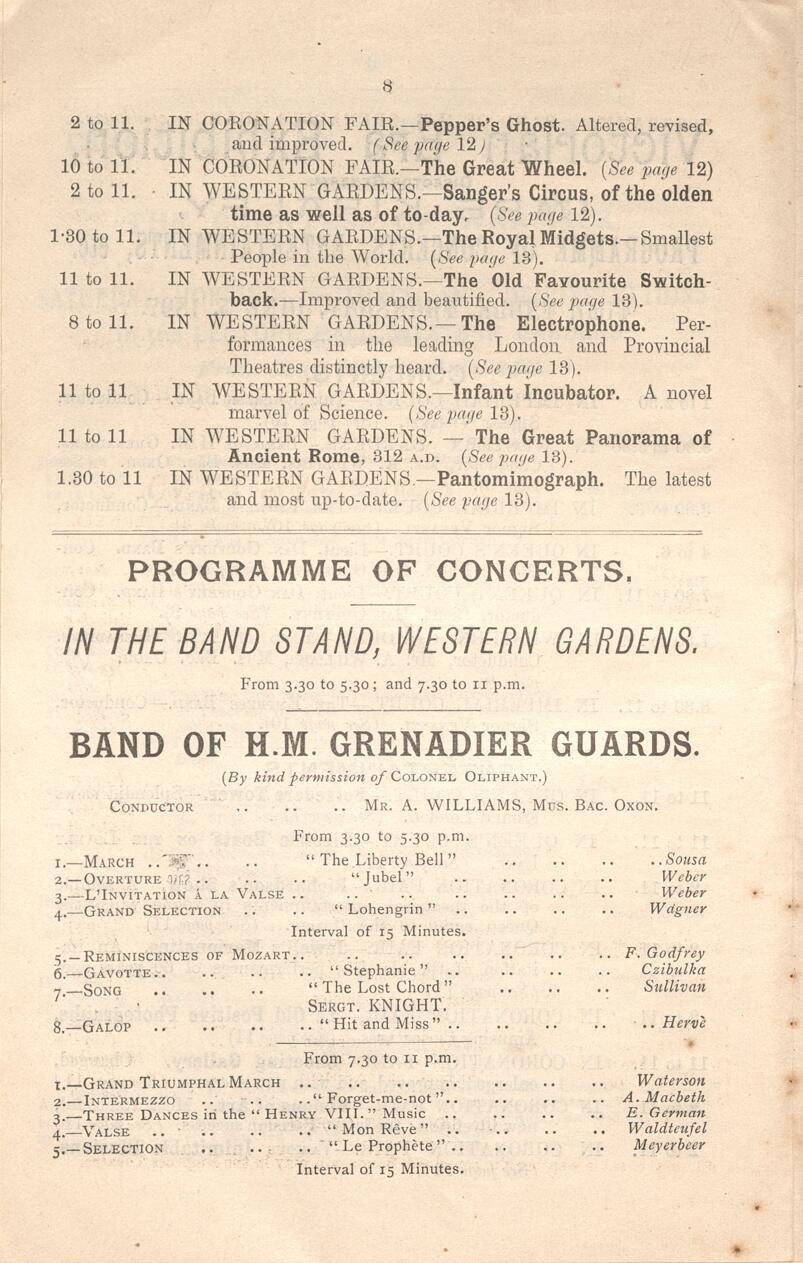 8
2 to 11. IN CORONATION FAIR.—Pepper's Ghost. Altered, revised,
and improved. (See page 12)
10 to 11. IN CORONATION FAIR.—The Great Wheel. (See page 12)
2 to 11. IN WESTERN GARDENS.—Sanger's Circus, of the olden
time as well as of to-day. (See page 12).
1·30 to 11. IN WESTERN GARDENS.—The Royal Midgets.—Smallest
People in the World. (See page 13).
11 to 11. IN WESTERN GARDENS.—The Old Favourite Switch-
back.—Improved and beautified. (See page 13).
8 to 11. IN WESTERN GARDENS.—The Electrophone. Per-
formances in the leading London and Provincial
Theatres distinctly heard. (See page 13).
11 to 11 IN WESTERN GARDENS.—Infant Incubator. A novel
marvel of Science. (See page 13).
11 to 11 IN WESTERN GARDENS. — The Great Panorama of
Ancient Rome, 312 A.D. (See page 13).
1.30 to 11 IN WESTERN GARDENS.—Pantomimograph. The latest
and most up-to-date. (See page 13).
PROGRAMME OF CONCERTS.
IN THE BAND STAND, WESTERN GARDENS.
From 3.30 to 5.30; and 7.30 to 11 p.m.
BAND OF H.M. GRENADIER GUARDS.
(By kind permission of COLONEL OLIPHANT.)
CONDUCTOR .. .. .. MR. A. WILLIAMS, MUS. BAC. OXON.
From 3.30 to 5.30 p.m.
1.—MARCH .. .. .. "The Liberty Bell" .. .. .. .. Sousa
2.—OVERTURE .. .. .. "Jubel" .. .. .. .. Weber
3.—L'INVITATION À LA VALSE .. .. .. .. .. .. .. Weber
4.—GRAND SELECTION .. .. "Lohengrin" .. .. .. .. Wagner
Interval of 15 Minutes.
5.—REMINISCENCES OF MOZART.. .. .. .. .. .. .. .. F. Godfrey
6.—GAVOTTE.. .. .. .. "Stephanie" .. .. .. .. Czibulka
7.—SONG .. .. .. "The Lost Chord" .. .. .. Sullivan
SERGT. KNIGHT.
8.—GALOP .. .. .. .. "Hit and Miss" .. .. .. .. .. Hervè
From 7.30 to 11 p.m.
1.—GRAND TRIUMPHAL MARCH .. .. .. .. .. .. .. Waterson
2.—INTERMEZZO .. .. .. "Forget-me-not".. .. .. .. A. Macbeth
3.—THREE DANCES in the "HENRY VIII." Music .. .. .. .. E. German
4.—VALSE .. .. .. .. "Mon Rêve" .. .. .. .. Waldteufel
5.—SELECTION .. .. .. "Le Prophète" .. .. .. .. Meyerbeer
Interval of 15 Minutes.